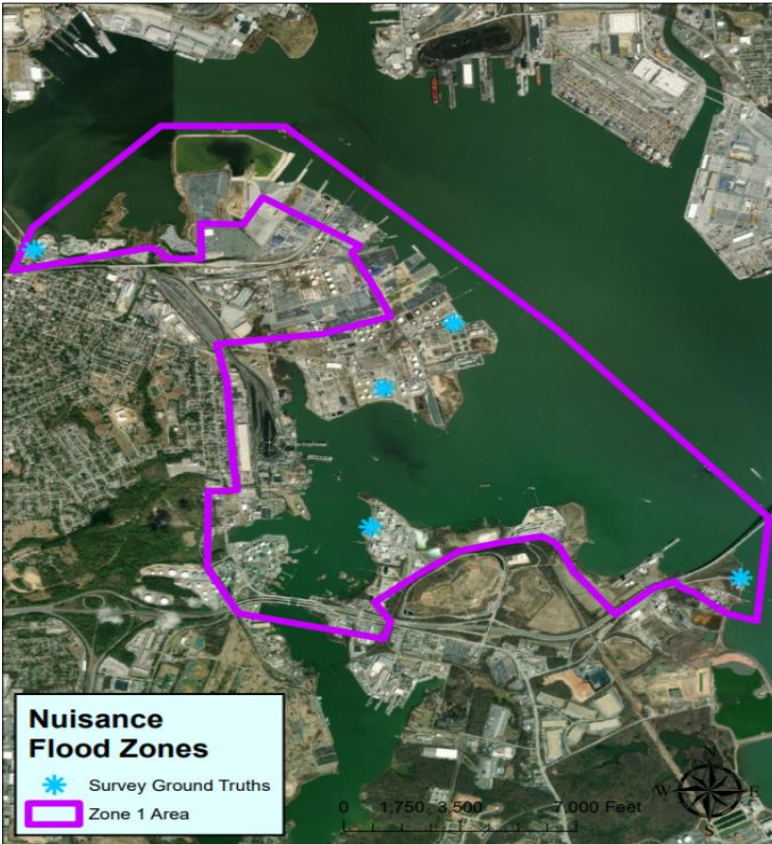 Nuisance
Flood Zones
Survey Ground Truths
Zone 1 Area
0 1,750 3,500 7,000 Feet
N
W E
S